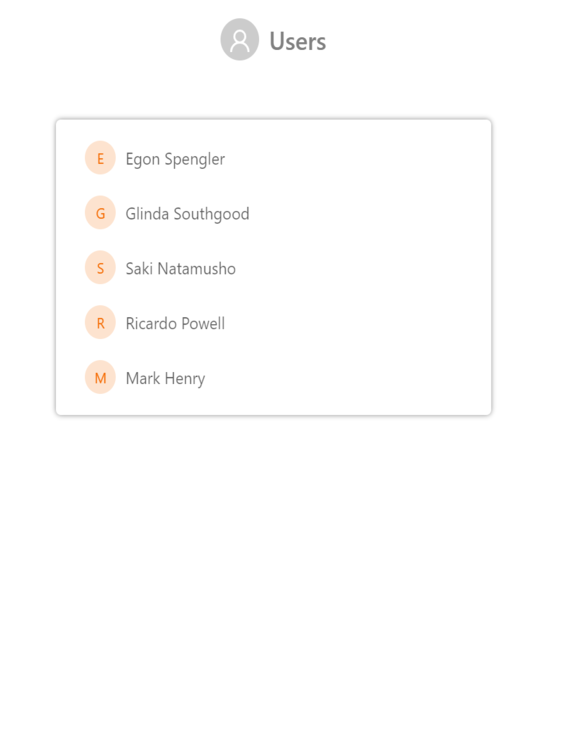 Users
E Egon Spengler
G Glinda Southgood
S Saki Natamusho
R Ricardo Powell
M Mark Henry